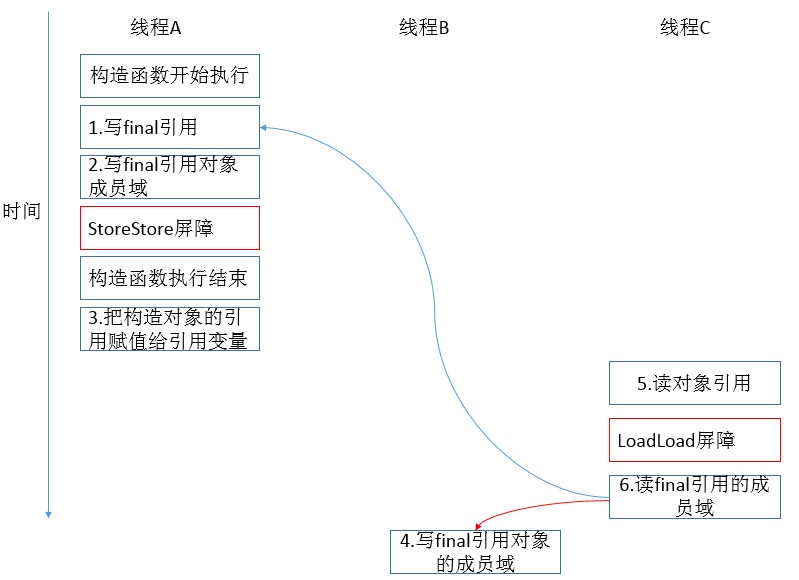 线程A
线程B
线程C
构造函数开始执行
1.写final引用
2.写final引用对象
成员域
时间
StoreStore屏障
构造函数执行结束
3.把构造对象的引
用赋值给引用变量
5.读对象引用
LoadLoad屏障
6.读final引用的成
员域
4.写final引用对象
的成员域